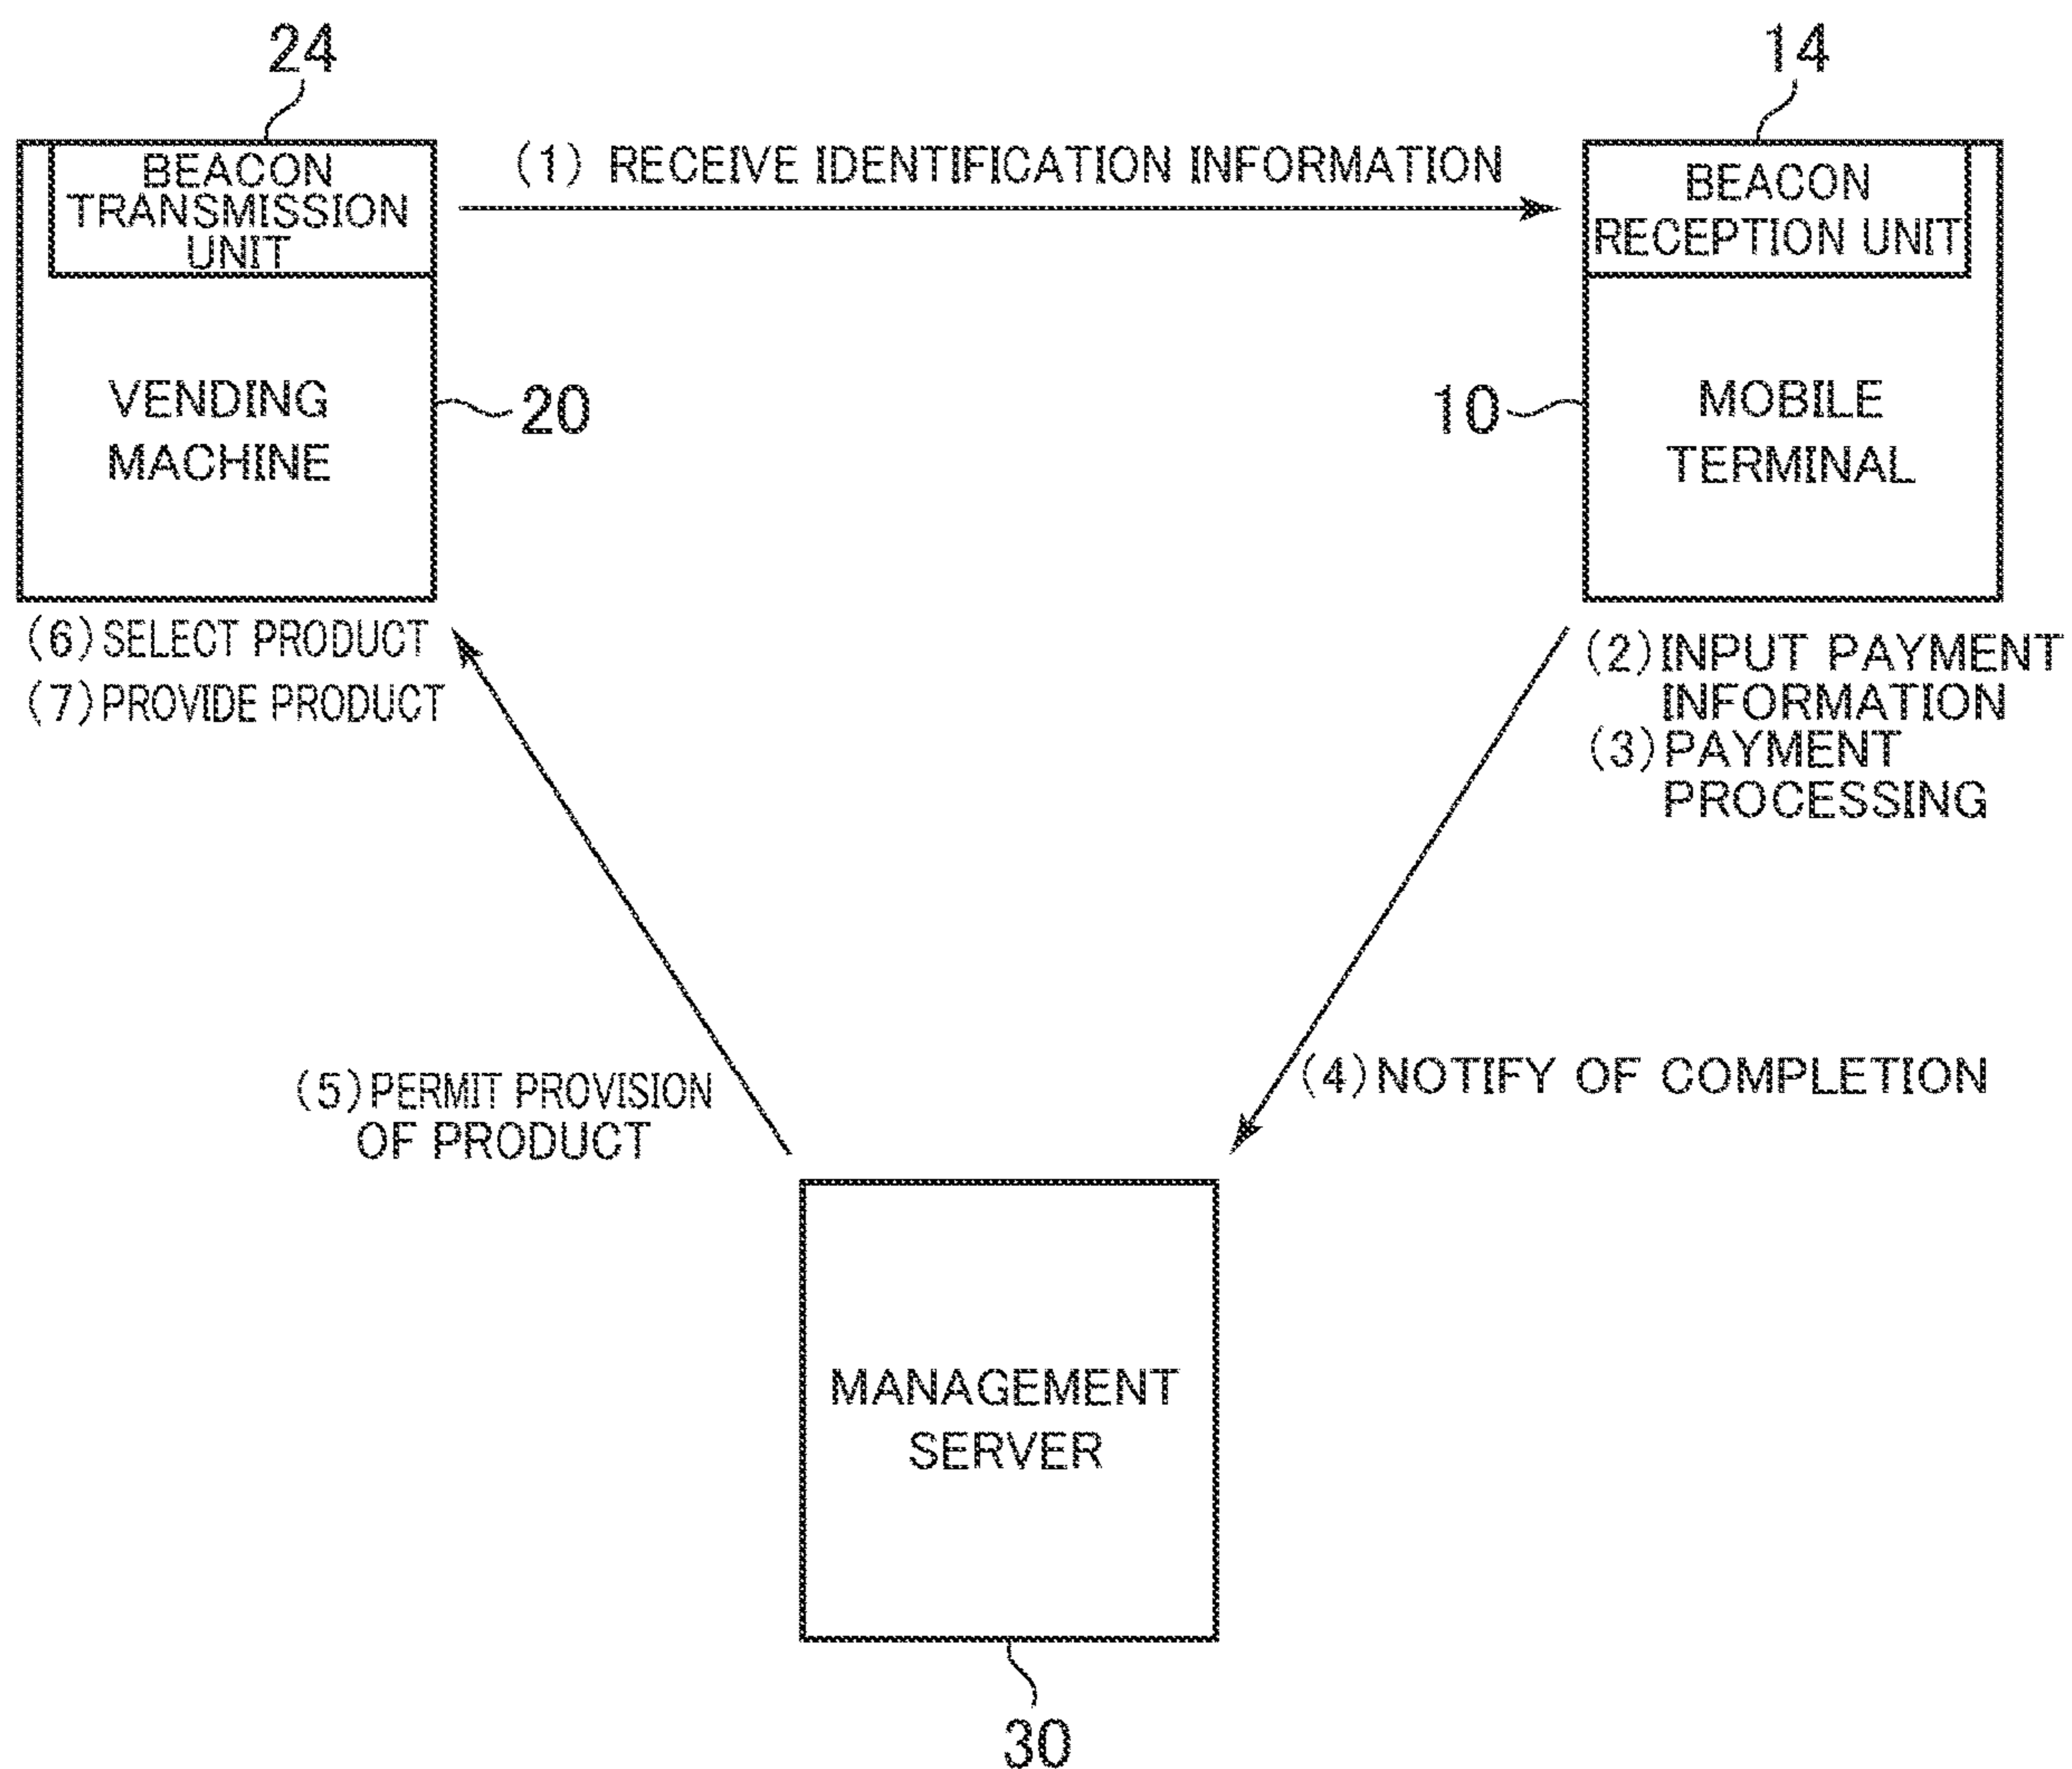 24
14
BEACON
TRANSMISSION
UNIT
(1) RECEIVE IDENTIFICATION INFORMATION
BEACON
RECEPTION UNIT
VENDING
MACHINE
20
10
MOBILE
TERMINAL
(6) SELECT PRODUCT
(7) PROVIDE PRODUCT
(2) INPUT PAYMENT
INFORMATION
(3) PAYMENT
PROCESSING
(5) PERMIT PROVISION
OF PRODUCT
(4) NOTIFY OF COMPLETION
MANAGEMENT
SERVER
30